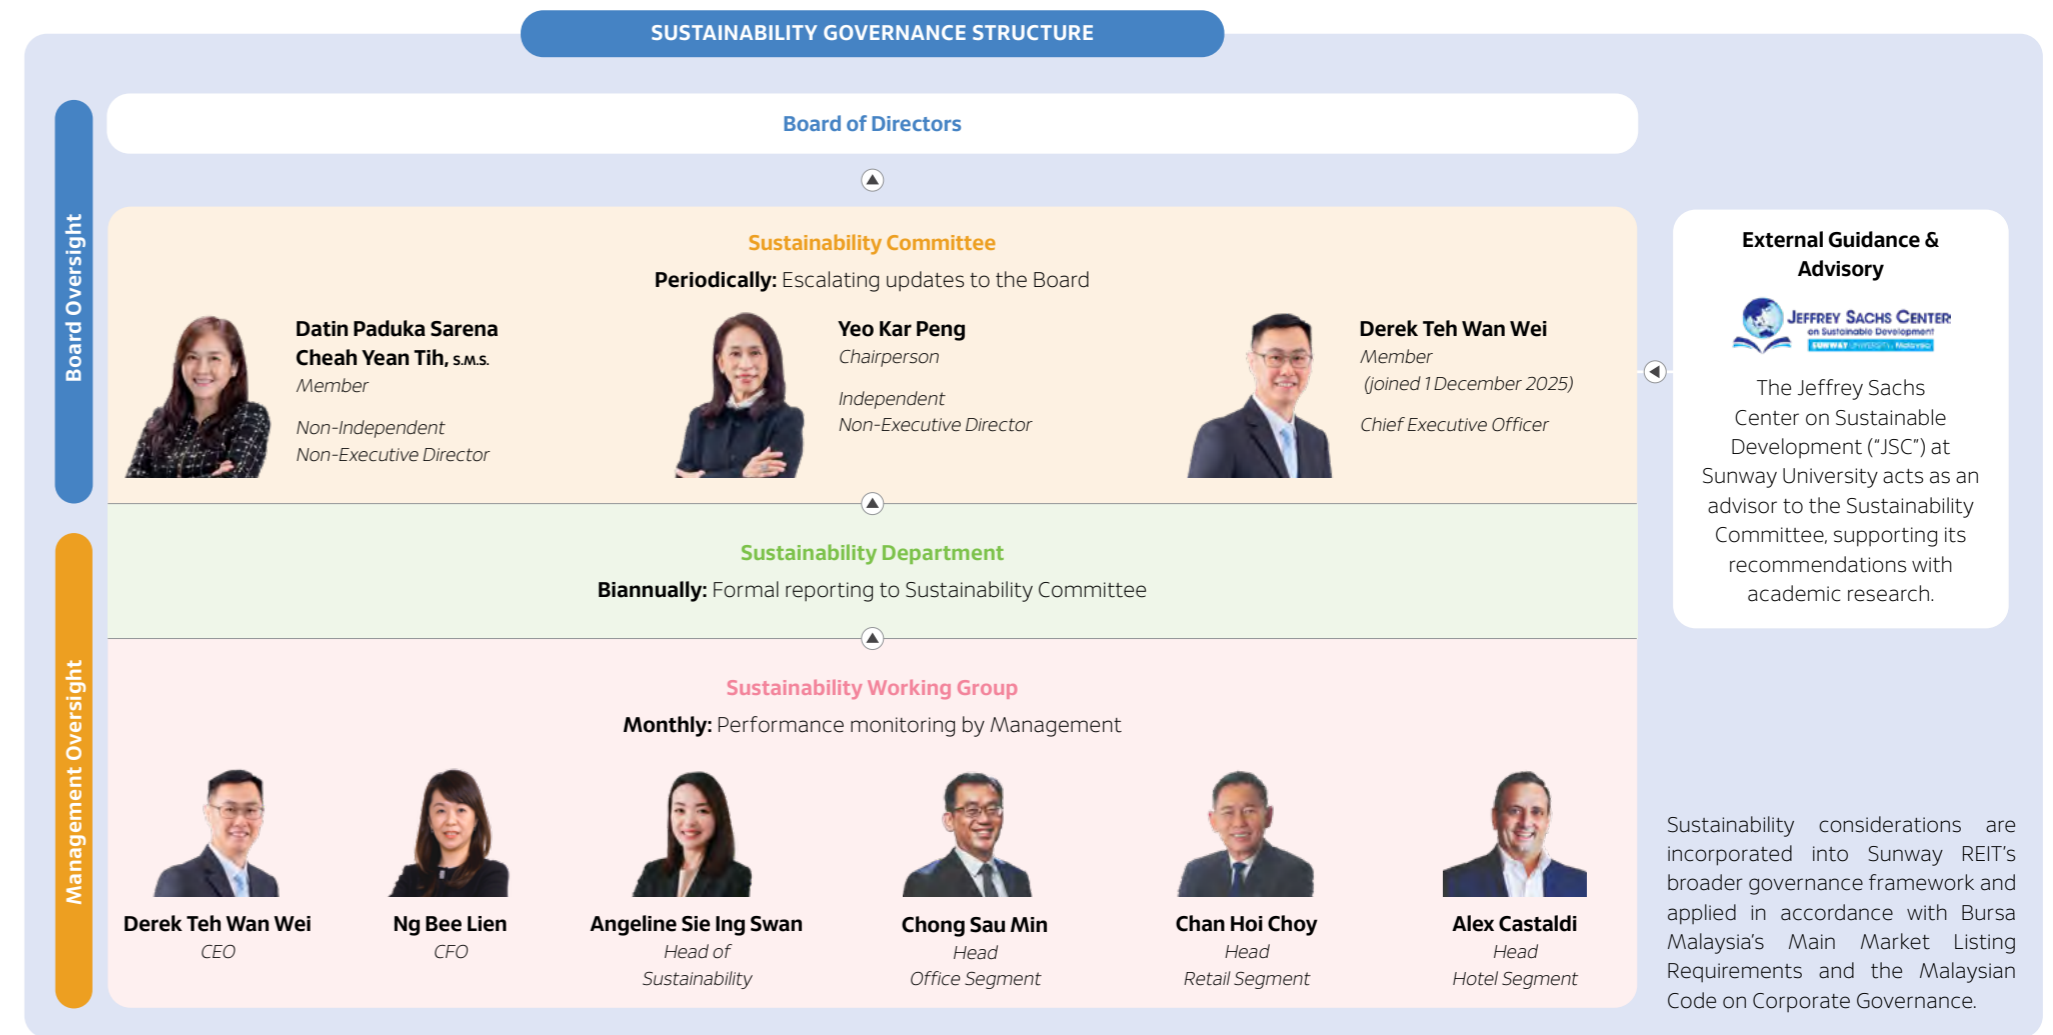 SUSTAINABILITY GOVERNANCE STRUCTURE
Board Oversight
Board of Directors
Sustainability Committee
Periodically: Escalating updates to the Board
Datin Paduka Sarena
Cheah Yean Tih, S.M.S.
Member
Non-Independent
Non-Executive Director
Yeo Kar Peng
Chairperson
Independent
Non-Executive Director
Derek Teh Wan Wei
Member
(joined 1 December 2025)
Chief Executive Officer
External Guidance &
Advisory
JEFFREY SACHS CENTER
on Sustainable Development
SUNWAY UNIVERSITY, Malaysia
The Jeffrey Sachs
Center on Sustainable
Development (“JSC”) at
Sunway University acts as an
advisor to the Sustainability
Committee, supporting its
recommendations with
academic research.
Management Oversight
Sustainability Department
Biannually: Formal reporting to Sustainability Committee
Sustainability Working Group
Monthly: Performance monitoring by Management
Derek Teh Wan Wei
CEO
Ng Bee Lien
CFO
Angeline Sie Ing Swan
Head of
Sustainability
Chong Sau Min
Head
Office Segment
Chan Hoi Choy
Head
Retail Segment
Alex Castaldi
Head
Hotel Segment
Sustainability considerations are
incorporated into Sunway REIT’s
broader governance framework and
applied in accordance with Bursa
Malaysia’s Main Market Listing
Requirements and the Malaysian
Code on Corporate Governance.